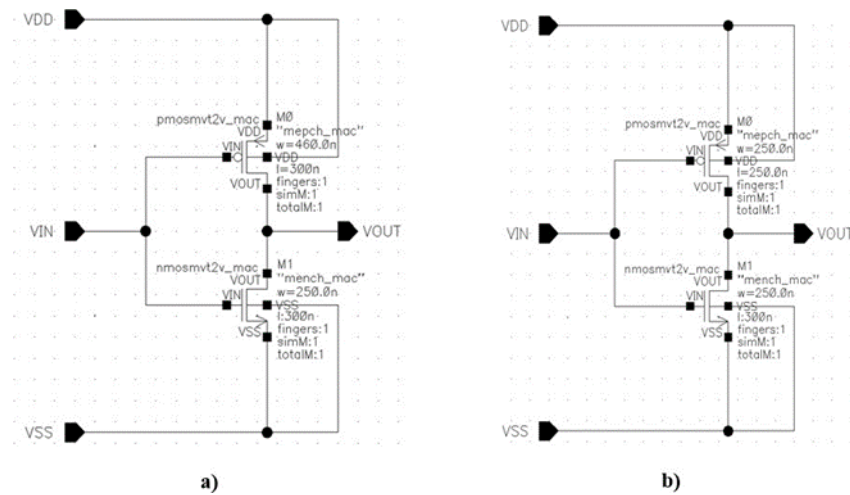 VDD
pmosmvt2v_mac
M0
VDD
"mepch_mac"
w=460.0n
VIN
VDD
l=300n
VOUT
fingers:1
simM:1
totalM:1
VIN
VOUT
nmosmvt2v_mac
M1
VOUT
"mench_mac"
w=250.0n
VIN
VSS
l:300n
VSS
fingers:1
simM:1
totalM:1
VSS
a)
VDD
pmosmvt2v_mac
M0
VDD
"mepch_mac"
w=250.0n
VIN
VDD
l=250.0n
VOUT
fingers:1
simM:1
totalM:1
VIN
VOUT
nmosmvt2v_mac
M1
VOUT
"mench_mac"
w=250.0n
VIN
VSS
l:300n
VSS
fingers:1
simM:1
totalM:1
VSS
b)